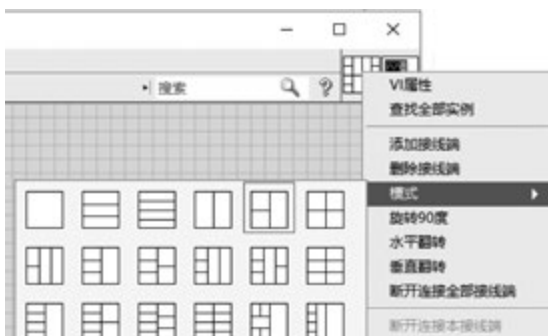 搜索
VI属性
查找全部实例
添加接线端
删除接线端
模式
旋转90度
水平翻转
垂直翻转
断开连接全部接线端
断开连接本接线端